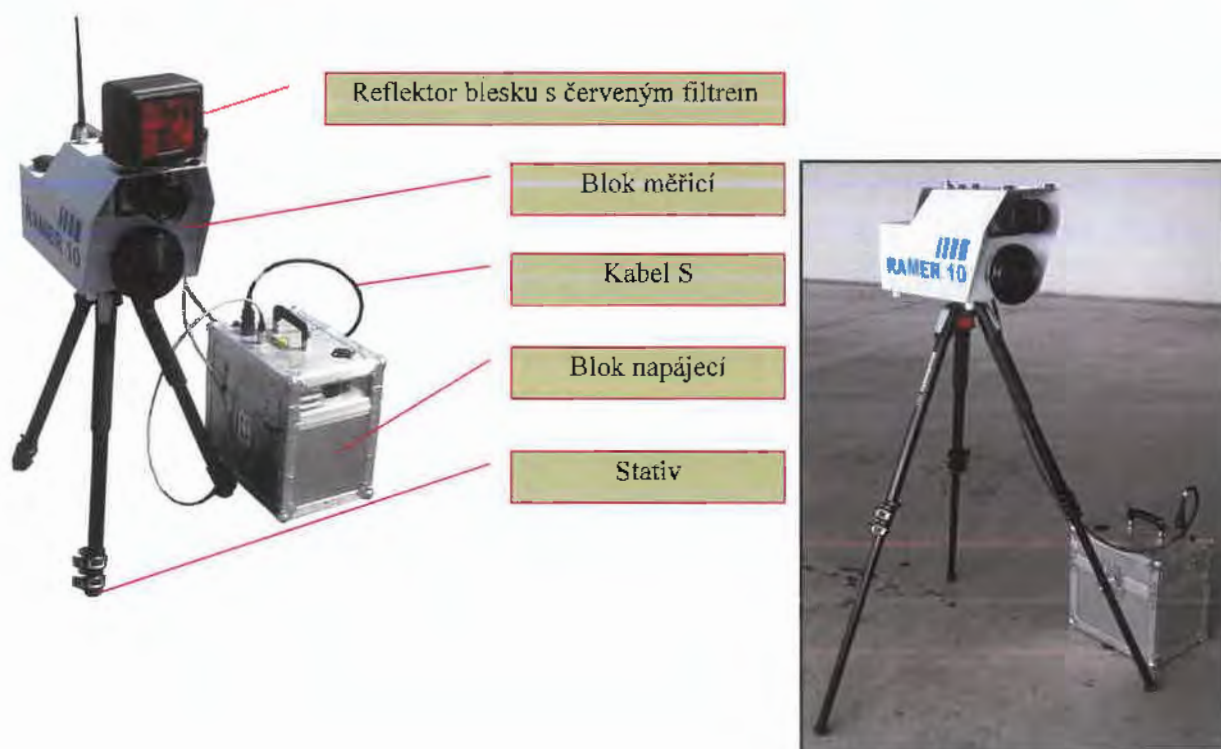 Reflektor blesku s červeným filtrem
Blok měřicí
Kabel S
Blok napájecí
Stativ
RAMER 10
RAMER 10